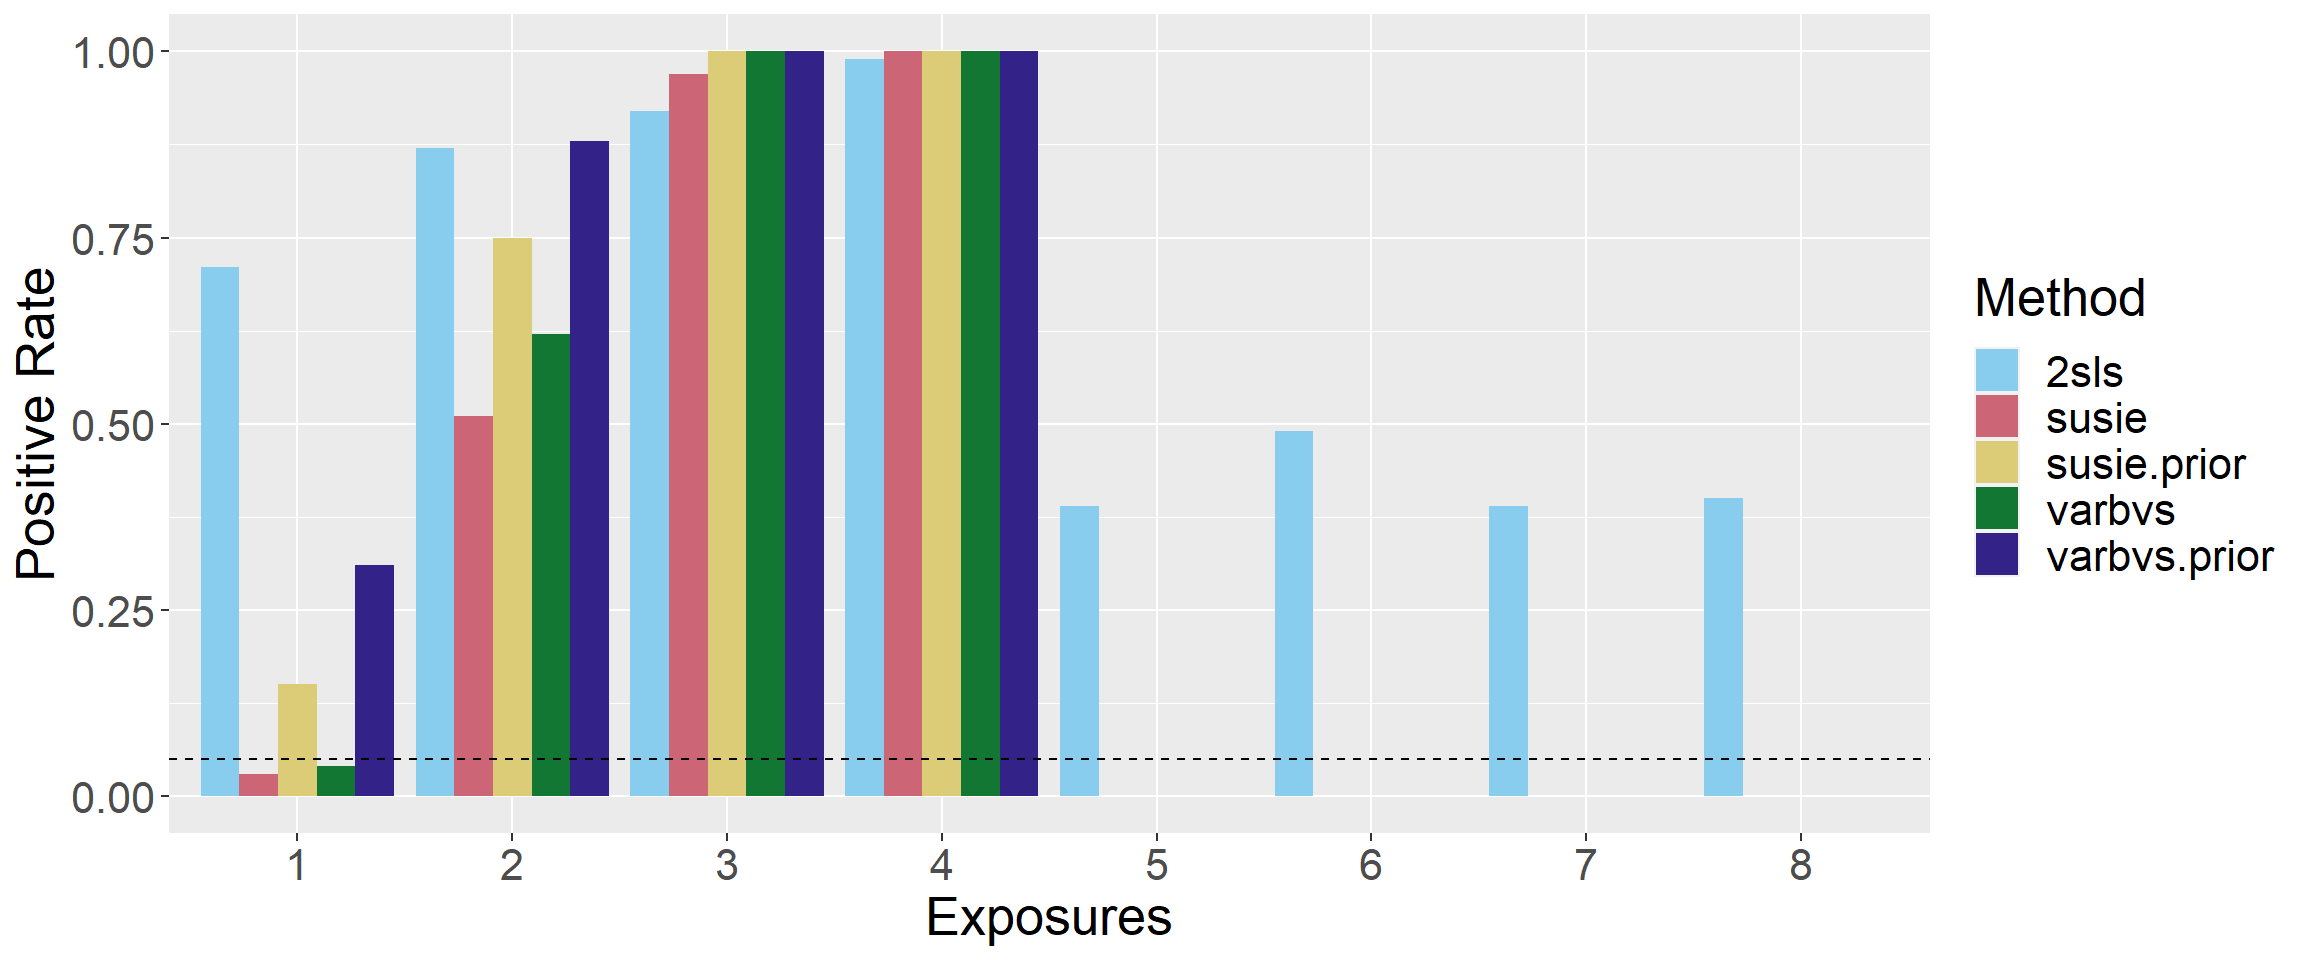 Positive Rate
1.00
0.75
0.50
0.25
0.00
1 2 3 4 5 6 7 8
Exposures
Method
2sls
susie
susie.prior
varbvs
varbvs.prior